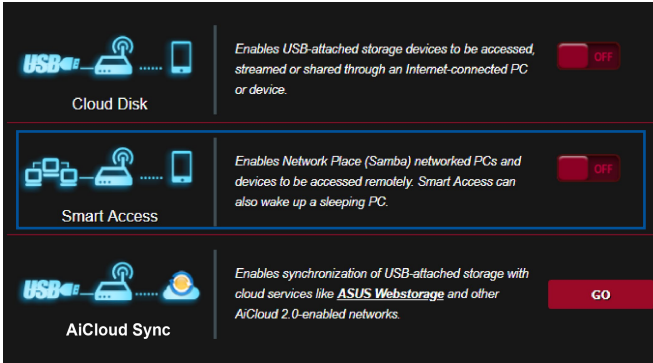 USB
Cloud Disk
Enables USB-attached storage devices to be accessed,
streamed or shared through an Internet-connected PC
or device.
OFF
Smart Access
Enables Network Place (Samba) networked PCs and
devices to be accessed remotely. Smart Access can
also wake up a sleeping PC.
OFF
USB
AiCloud Sync
Enables synchronization of USB-attached storage with
cloud services like ASUS Webstorage and other
AiCloud 2.0-enabled networks.
GO